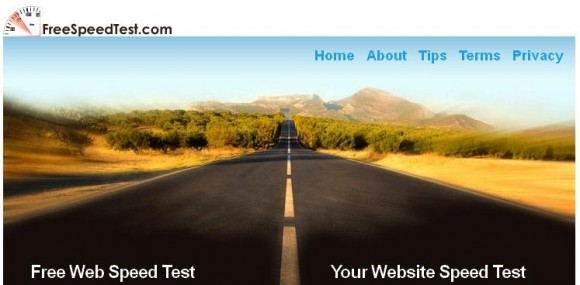 FreeSpeedTest.com
Home About Tips Terms Privacy
Free Web Speed Test
Your Website Speed Test